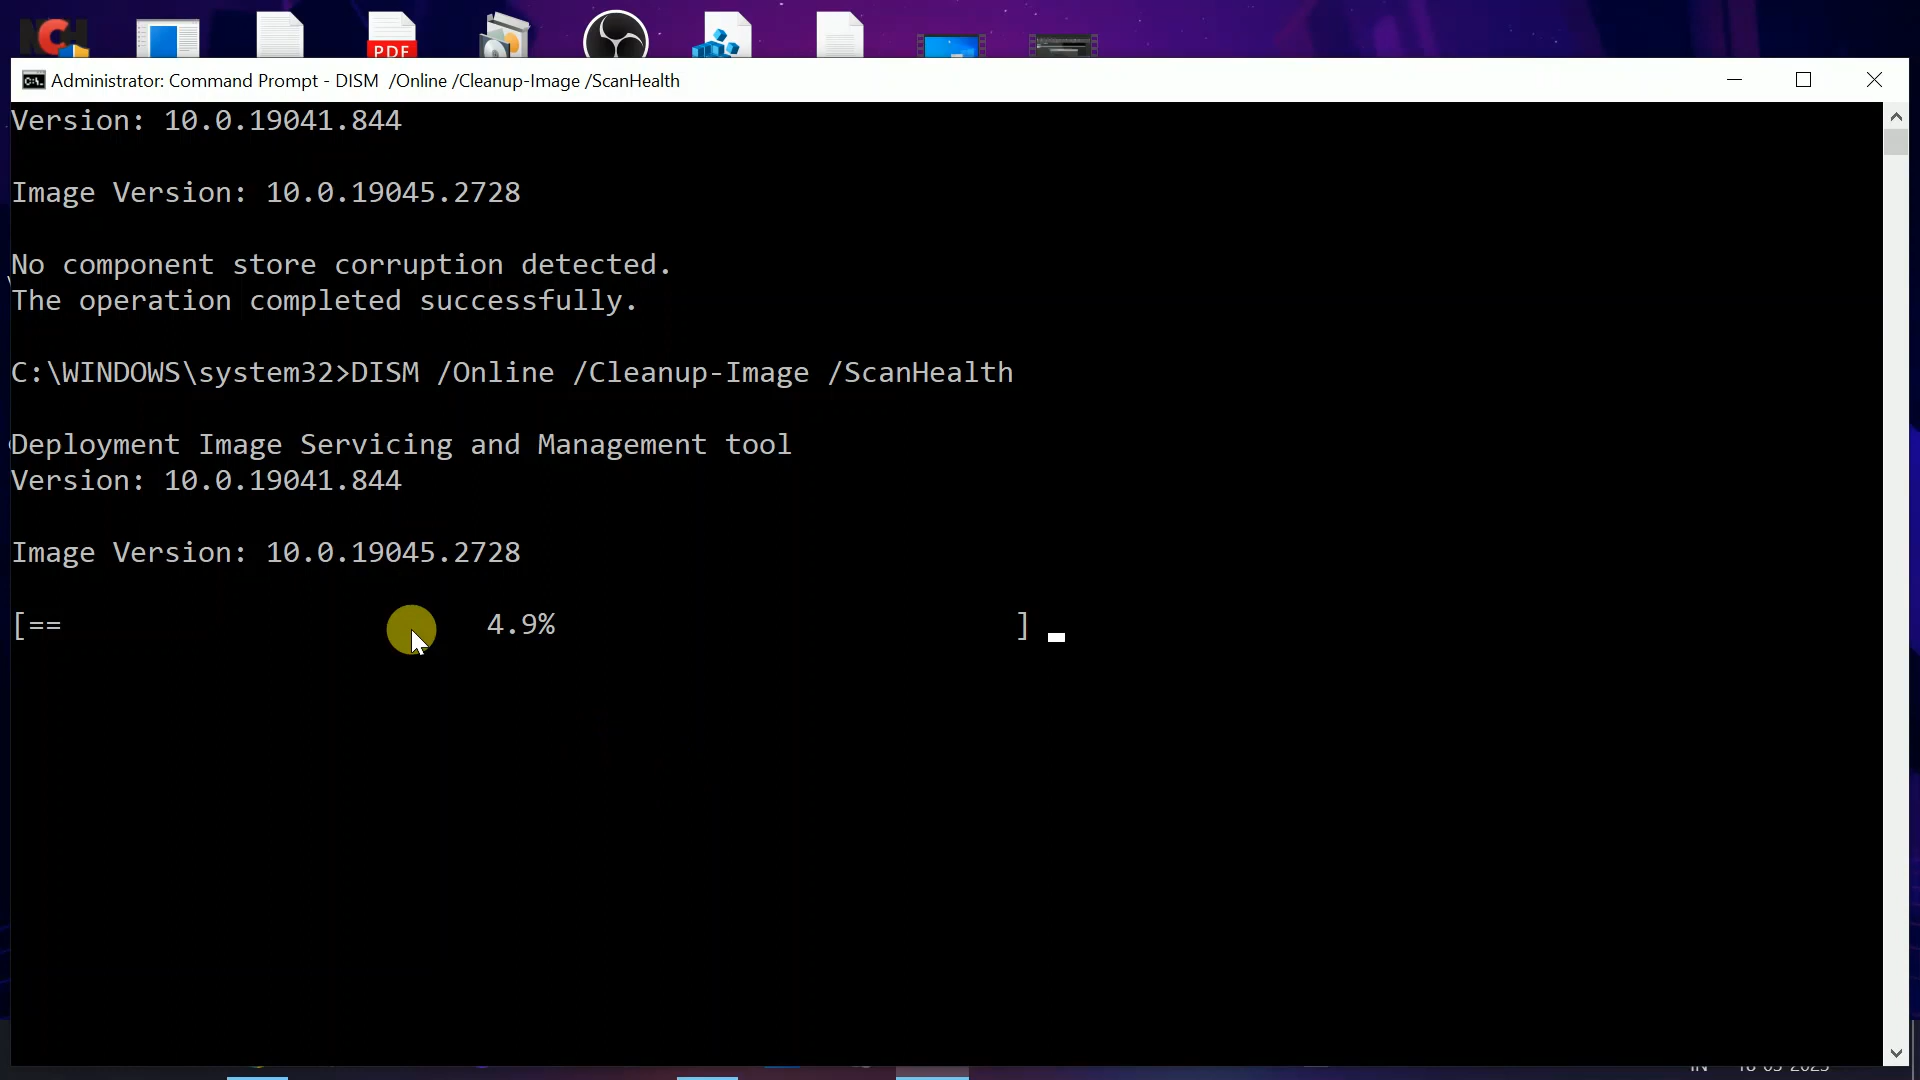 NCH
PDF
Administrator: Command Prompt - DISM  /Online /Cleanup-Image /ScanHealth
Version: 10.0.19041.844
Image Version: 10.0.19045.2728
No component store corruption detected.
The operation completed successfully.
C:\WINDOWS\system32>DISM /Online /Cleanup-Image /ScanHealth
Deployment Image Servicing and Management tool
Version: 10.0.19041.844
Image Version: 10.0.19045.2728
[==                         4.9%                           ]